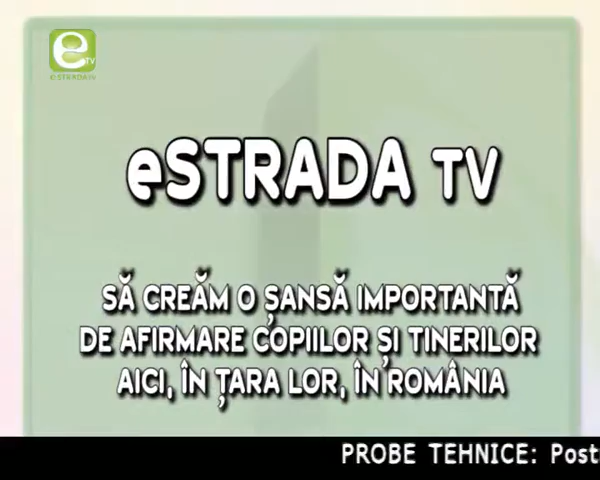 e TV
eSTRADATV
eSTRADA TV
SĂ CREĂM O ȘANSĂ IMPORTANTĂ
DE AFIRMARE COPIILOR ȘI TINERILOR
AICI, ÎN ȚARA LOR, ÎN ROMÂNIA
PROBE TEHNICE: Post